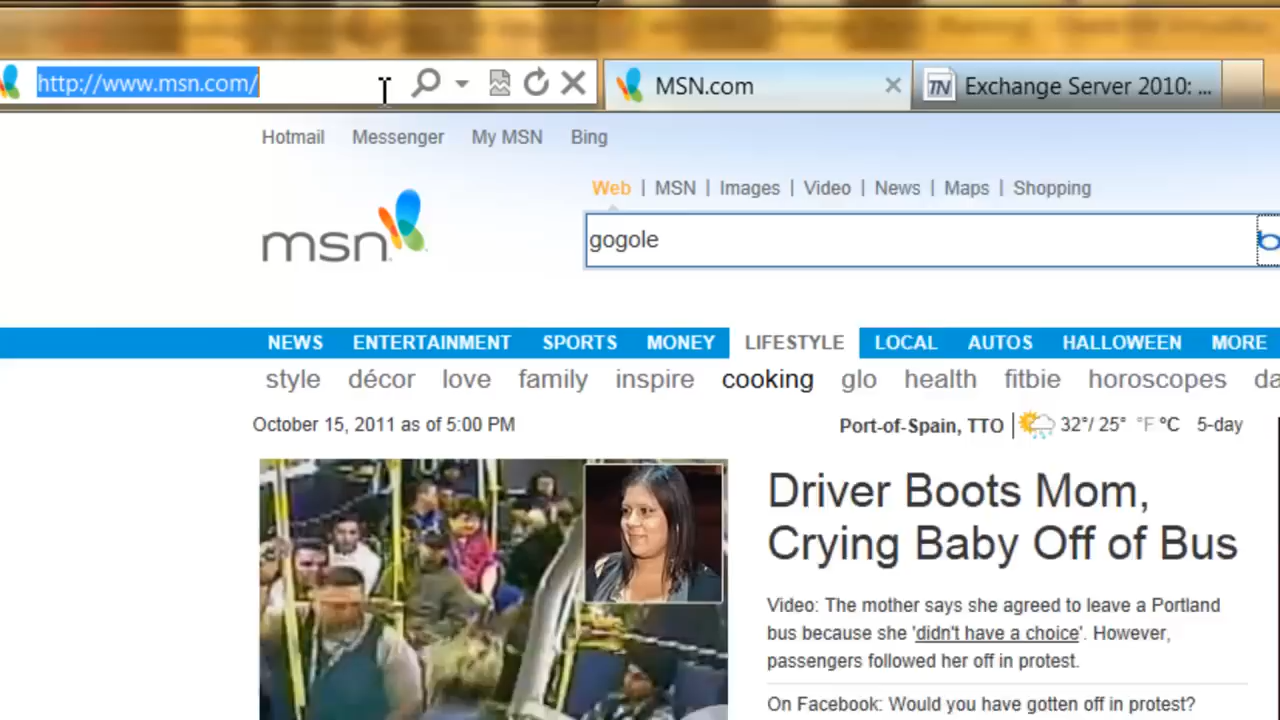 http://www.msn.com/
MSN.com
TN Exchange Server 2010: ...
Hotmail Messenger My MSN Bing
Web | MSN | Images | Video | News | Maps | Shopping
msn
gogole
NEWS ENTERTAINMENT SPORTS MONEY LIFESTYLE LOCAL AUTOS HALLOWEEN MORE
style décor love family inspire cooking glo health fitbie horoscopes
October 15, 2011 as of 5:00 PM
Port-of-Spain, TTO | 32°/ 25° °F °C 5-day
Driver Boots Mom,
Crying Baby Off of Bus
Video: The mother says she agreed to leave a Portland
bus because she 'didn't have a choice'. However,
passengers followed her off in protest.
On Facebook: Would you have gotten off in protest?